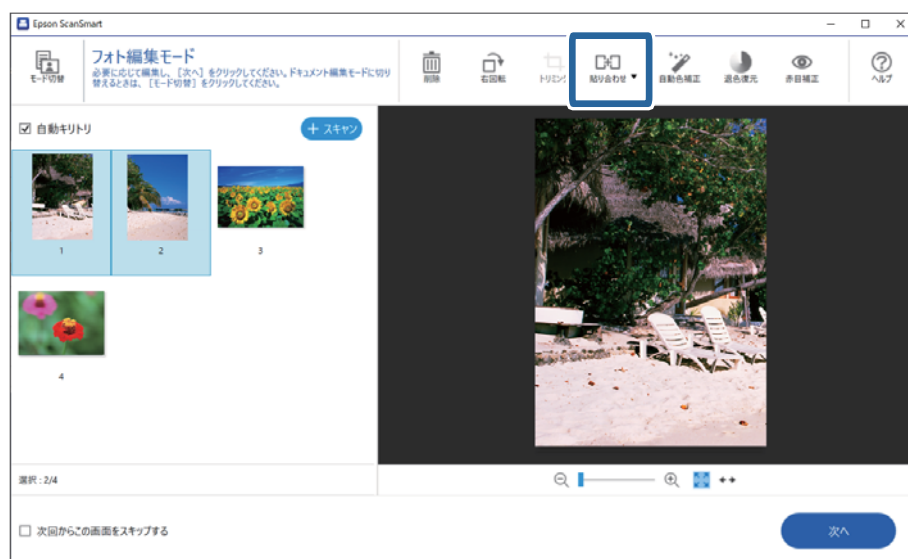 Epson ScanSmart
モード切替
フォト編集モード
必要に応じて編集し、［次へ］をクリックしてください。ドキュメント編集モードに切り
替えるときは、［モード切替］をクリックしてください。
削除
右回転
トリミング
貼り合わせ ▼
自動色補正
退色復元
赤目補正
ヘルプ
自動キリトリ
+ スキャン
1
2
3
4
選択 : 2/4
次回からこの画面をスキップする
次へ